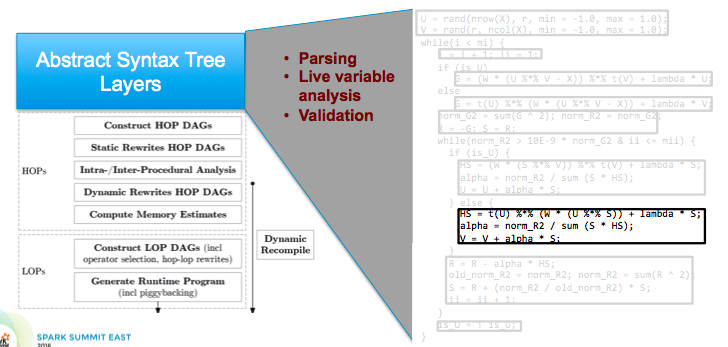 Abstract Syntax Tree
Layers
• Parsing
• Live variable
analysis
• Validation
Construct HOP DAGs
Static Rewrites HOP DAGs
HOPs
Intra-/Inter-Procedural Analysis
Dynamic Rewrites HOP DAGs
Compute Memory Estimates
Construct LOP DAGs (incl
operator selection, hop-lop rewrites)
LOPs
Generate Runtime Program
(incl piggybacking)
Dynamic
Recompile
SPARK SUMMIT EAST
2016
U = rand(nrow(X), r, min = -1.0, max = 1.0);
V = rand(r, ncol(X), min = -1.0, max = 1.0);
while(i < mi) {
i = i + 1; ii = 1;
if (is_U)
S = (W * (U %*% V - X)) %*% t(V) + lambda * U;
else
S = t(U) %*% (W * (U %*% V - X)) + lambda * V;
norm_G2 = sum(G ^ 2); norm_R2 = norm_G2;
R = -G; S = R;
while(norm_R2 > 10E-9 * norm_G2 & ii <= mii) {
if (is_U) {
HS = (W * (S %*% V)) %*% t(V) + lambda * S;
alpha = norm_R2 / sum (S * HS);
U = U + alpha * S;
} else {
HS = t(U) %*% (W * (U %*% S)) + lambda * S;
alpha = norm_R2 / sum (S * HS);
V = V + alpha * S;
}
R = R - alpha * HS;
old_norm_R2 = norm_R2; norm_R2 = sum(R ^ 2);
S = R + (norm_R2 / old_norm_R2) * S;
ii = ii + 1;
}
is_U = ! is_U;
}